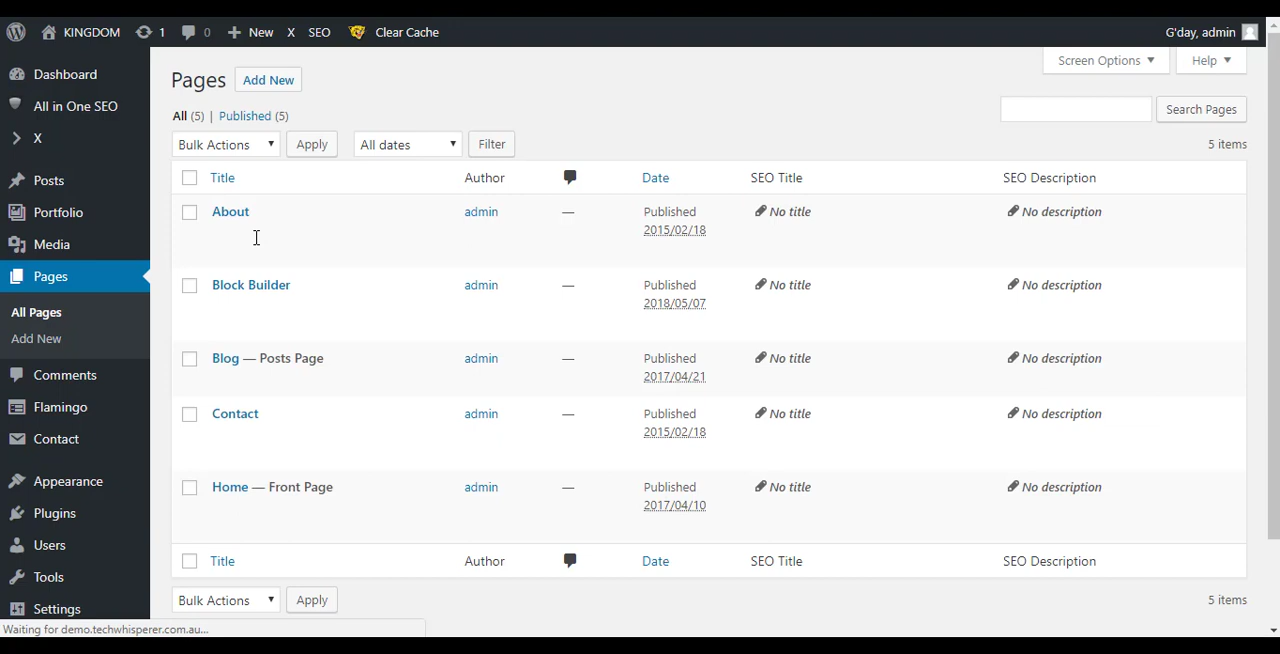 KINGDOM 1 0 New X SEO Clear Cache G'day, admin
Dashboard
All in One SEO
X
Posts
Portfolio
Media
Pages
All Pages
Add New
Comments
Flamingo
Contact
Appearance
Plugins
Users
Tools
Settings
Screen Options Help
Pages Add New
All (5) | Published (5)
Search Pages
Bulk Actions Apply All dates Filter 5 items
Title Author Date SEO Title SEO Description
About admin — Published No title No description
2015/02/18
Block Builder admin — Published No title No description
2018/05/07
Blog — Posts Page admin — Published No title No description
2017/04/21
Contact admin — Published No title No description
2015/02/18
Home — Front Page admin — Published No title No description
2017/04/10
Title Author Date SEO Title SEO Description
Bulk Actions Apply 5 items
Waiting for demo.techwhisperer.com.au...